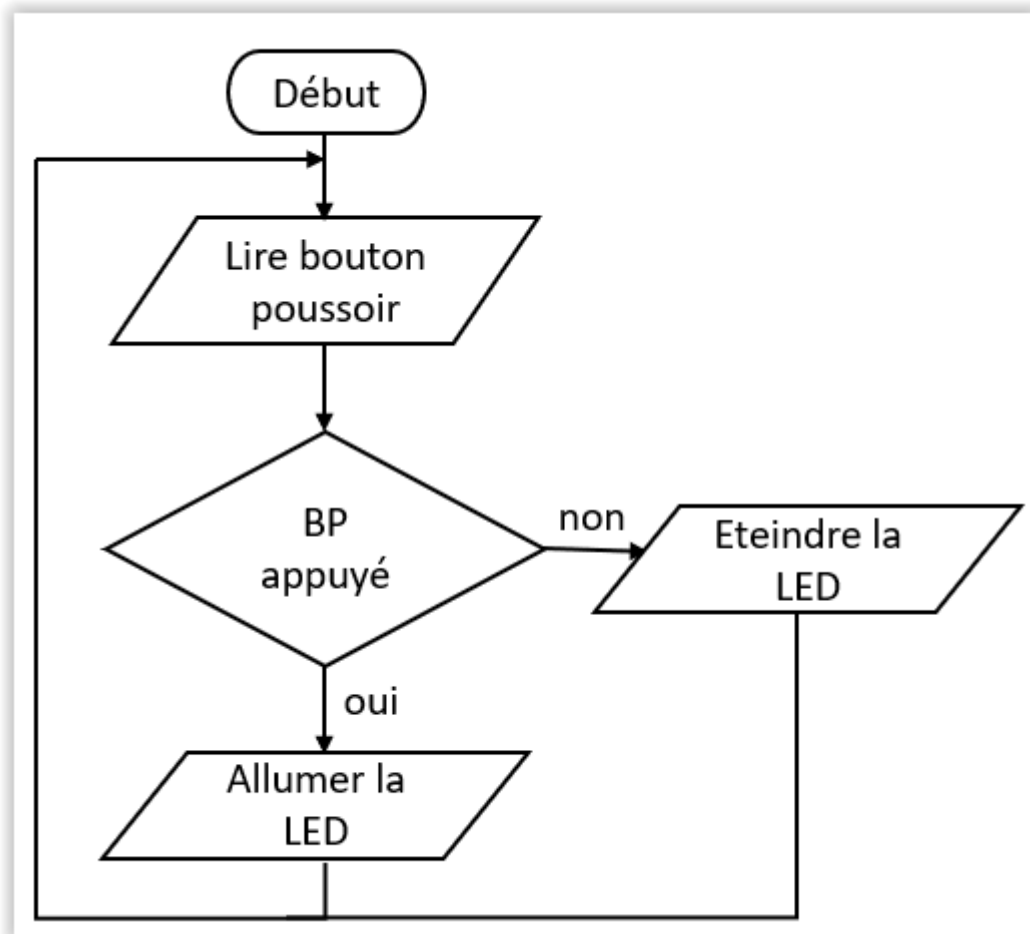 Début
Lire bouton
poussoir
BP
appuyé
non
Eteindre la
LED
oui
Allumer la
LED